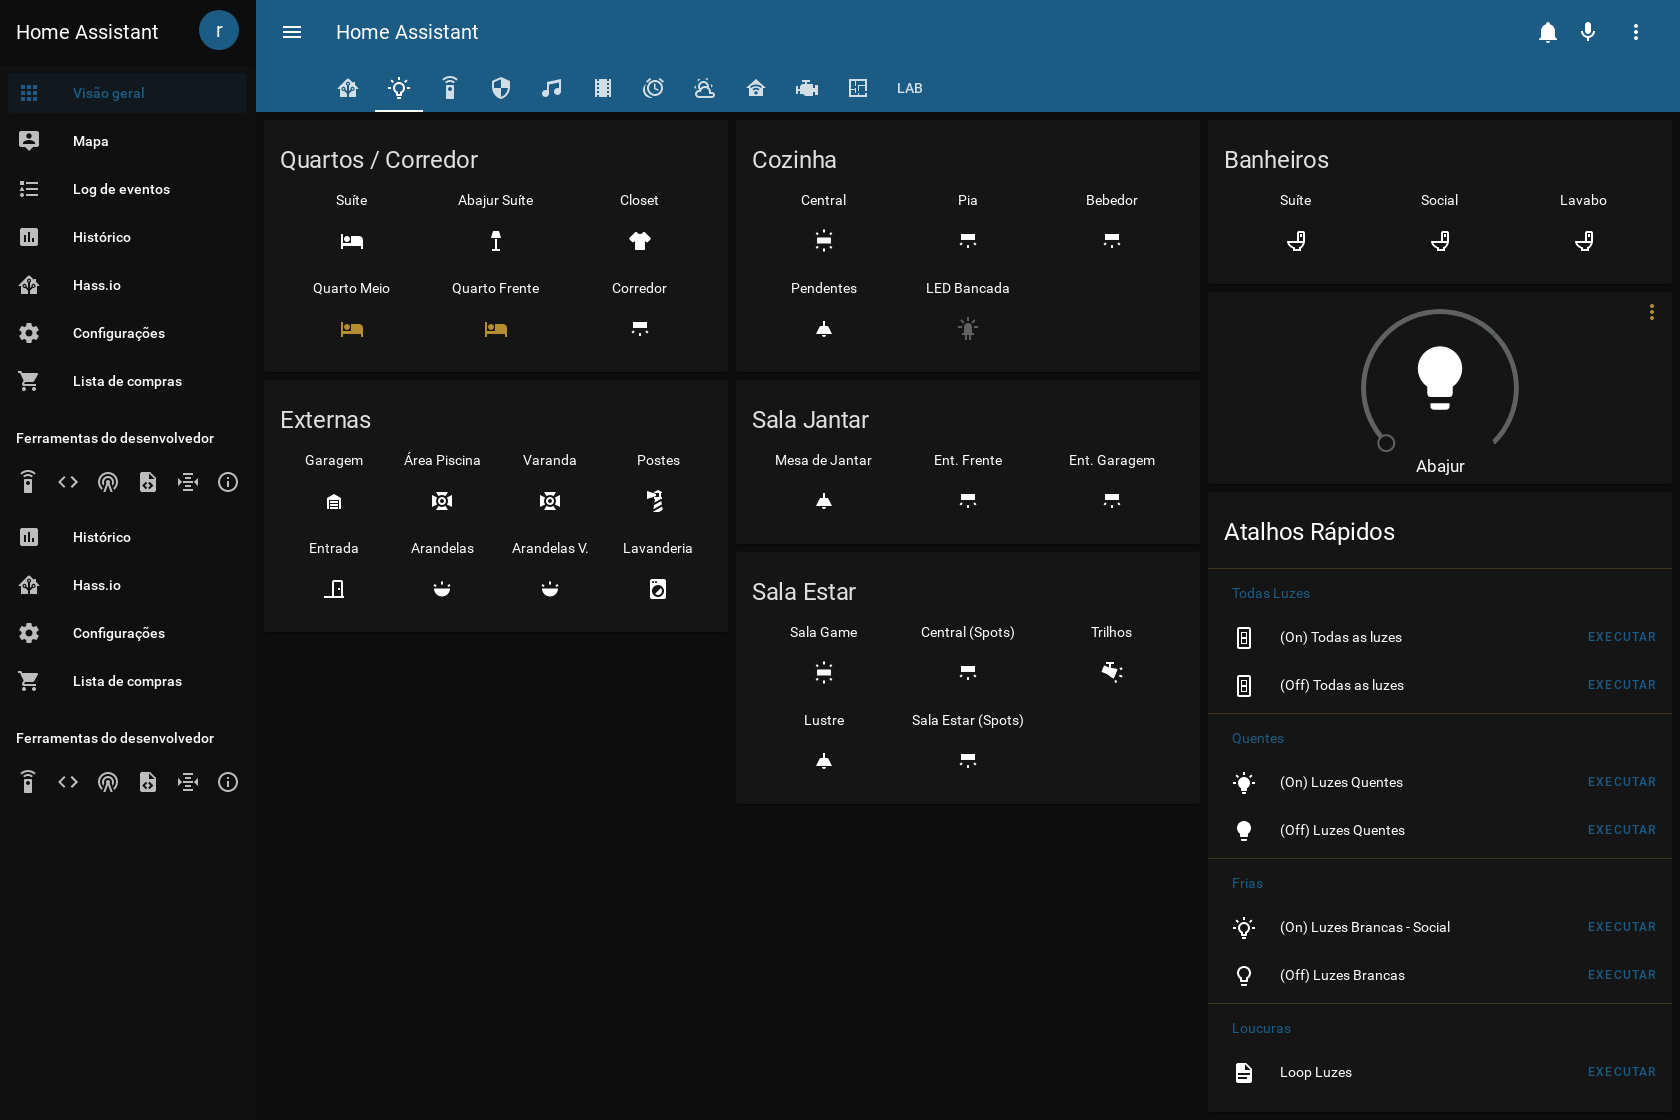 Home Assistant
r
Visão geral
Mapa
Log de eventos
Histórico
Hass.io
Configurações
Lista de compras
Ferramentas do desenvolvedor
Histórico
Hass.io
Configurações
Lista de compras
Ferramentas do desenvolvedor
Home Assistant
LAB
Quartos / Corredor
Suíte Abajur Suíte Closet
Quarto Meio Quarto Frente Corredor
Externas
Garagem Área Piscina Varanda Postes
Entrada Arandelas Arandelas V. Lavanderia
Cozinha
Central Pia Bebedor
Pendentes LED Bancada
Sala Jantar
Mesa de Jantar Ent. Frente Ent. Garagem
Sala Estar
Sala Game Central (Spots) Trilhos
Lustre Sala Estar (Spots)
Banheiros
Suíte Social Lavabo
Abajur
Atalhos Rápidos
Todas Luzes
(On) Todas as luzes EXECUTAR
(Off) Todas as luzes EXECUTAR
Quentes
(On) Luzes Quentes EXECUTAR
(Off) Luzes Quentes EXECUTAR
Frias
(On) Luzes Brancas - Social EXECUTAR
(Off) Luzes Brancas EXECUTAR
Loucuras
Loop Luzes EXECUTAR